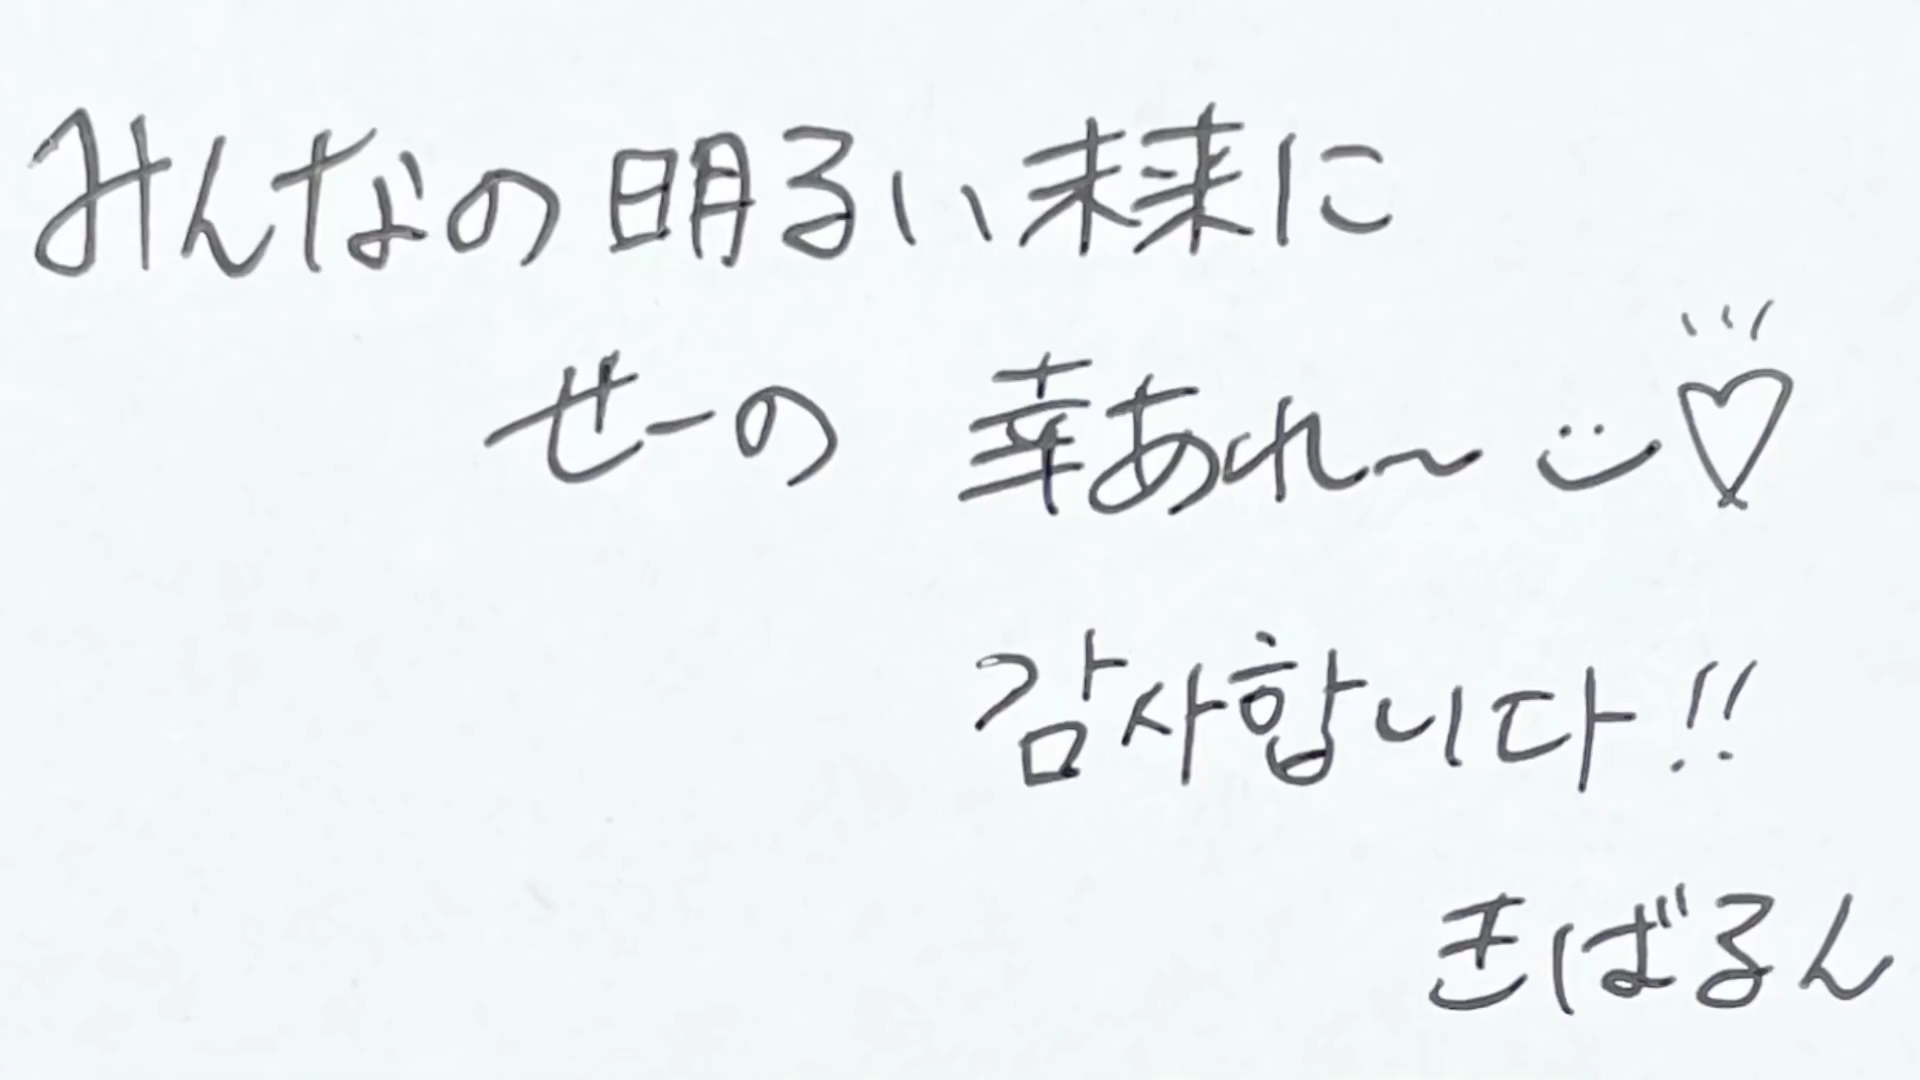 みんなの明るい未来に
せーの 幸あれ〜
감사합니다!!
きばるん